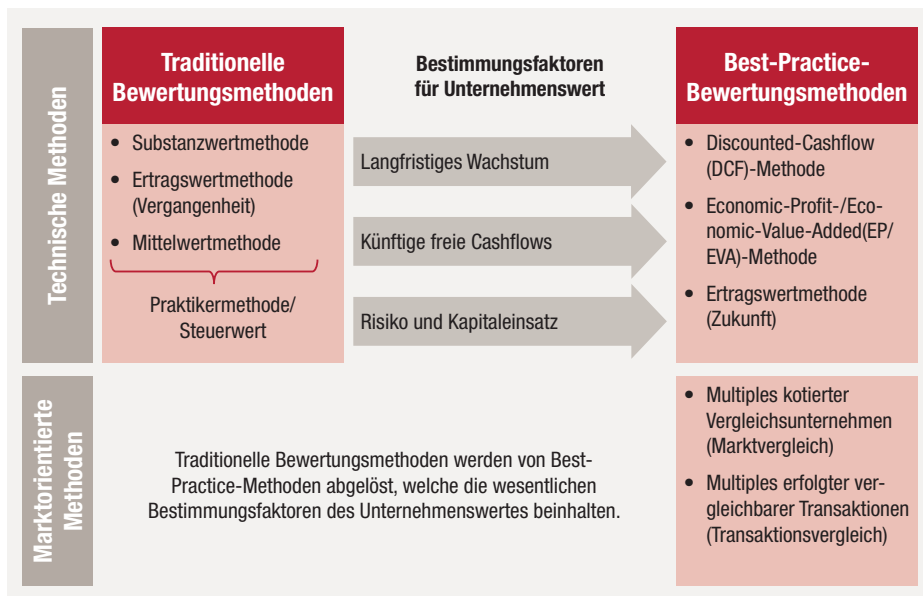 Technische Methoden
Traditionelle
Bewertungsmethoden
• Substanzwertmethode
• Ertragswertmethode
(Vergangenheit)
• Mittelwertmethode
Praktikermethode/
Steuerwert
Bestimmungsfaktoren
für Unternehmenswert
Langfristiges Wachstum
Künftige freie Cashflows
Risiko und Kapitaleinsatz
Best-Practice-
Bewertungsmethoden
• Discounted-Cashflow
(DCF)-Methode
• Economic-Profit-/Eco-
nomic-Value-Added(EP/
EVA)-Methode
• Ertragswertmethode
(Zukunft)
Marktorientierte
Methoden
Traditionelle Bewertungsmethoden werden von Best-
Practice-Methoden abgelöst, welche die wesentlichen
Bestimmungsfaktoren des Unternehmenswertes beinhalten.
• Multiples kotierter
Vergleichsunternehmen
(Marktvergleich)
• Multiples erfolgter ver-
gleichbarer Transaktionen
(Transaktionsvergleich)